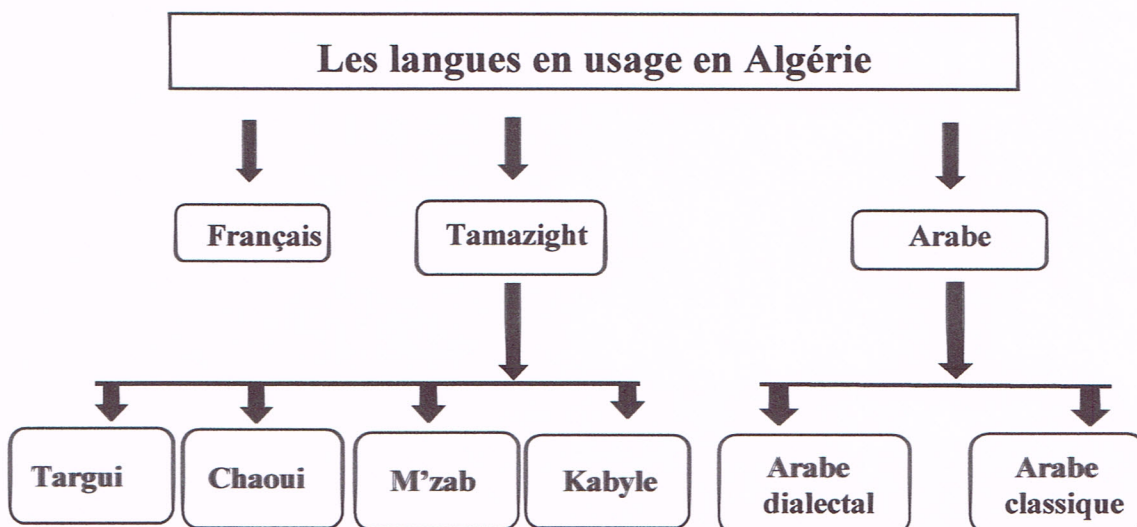 Les langues en usage en Algérie
Français
Tamazight
Arabe
Targui
Chaoui
M'zab
Kabyle
Arabe
dialectal
Arabe
classique